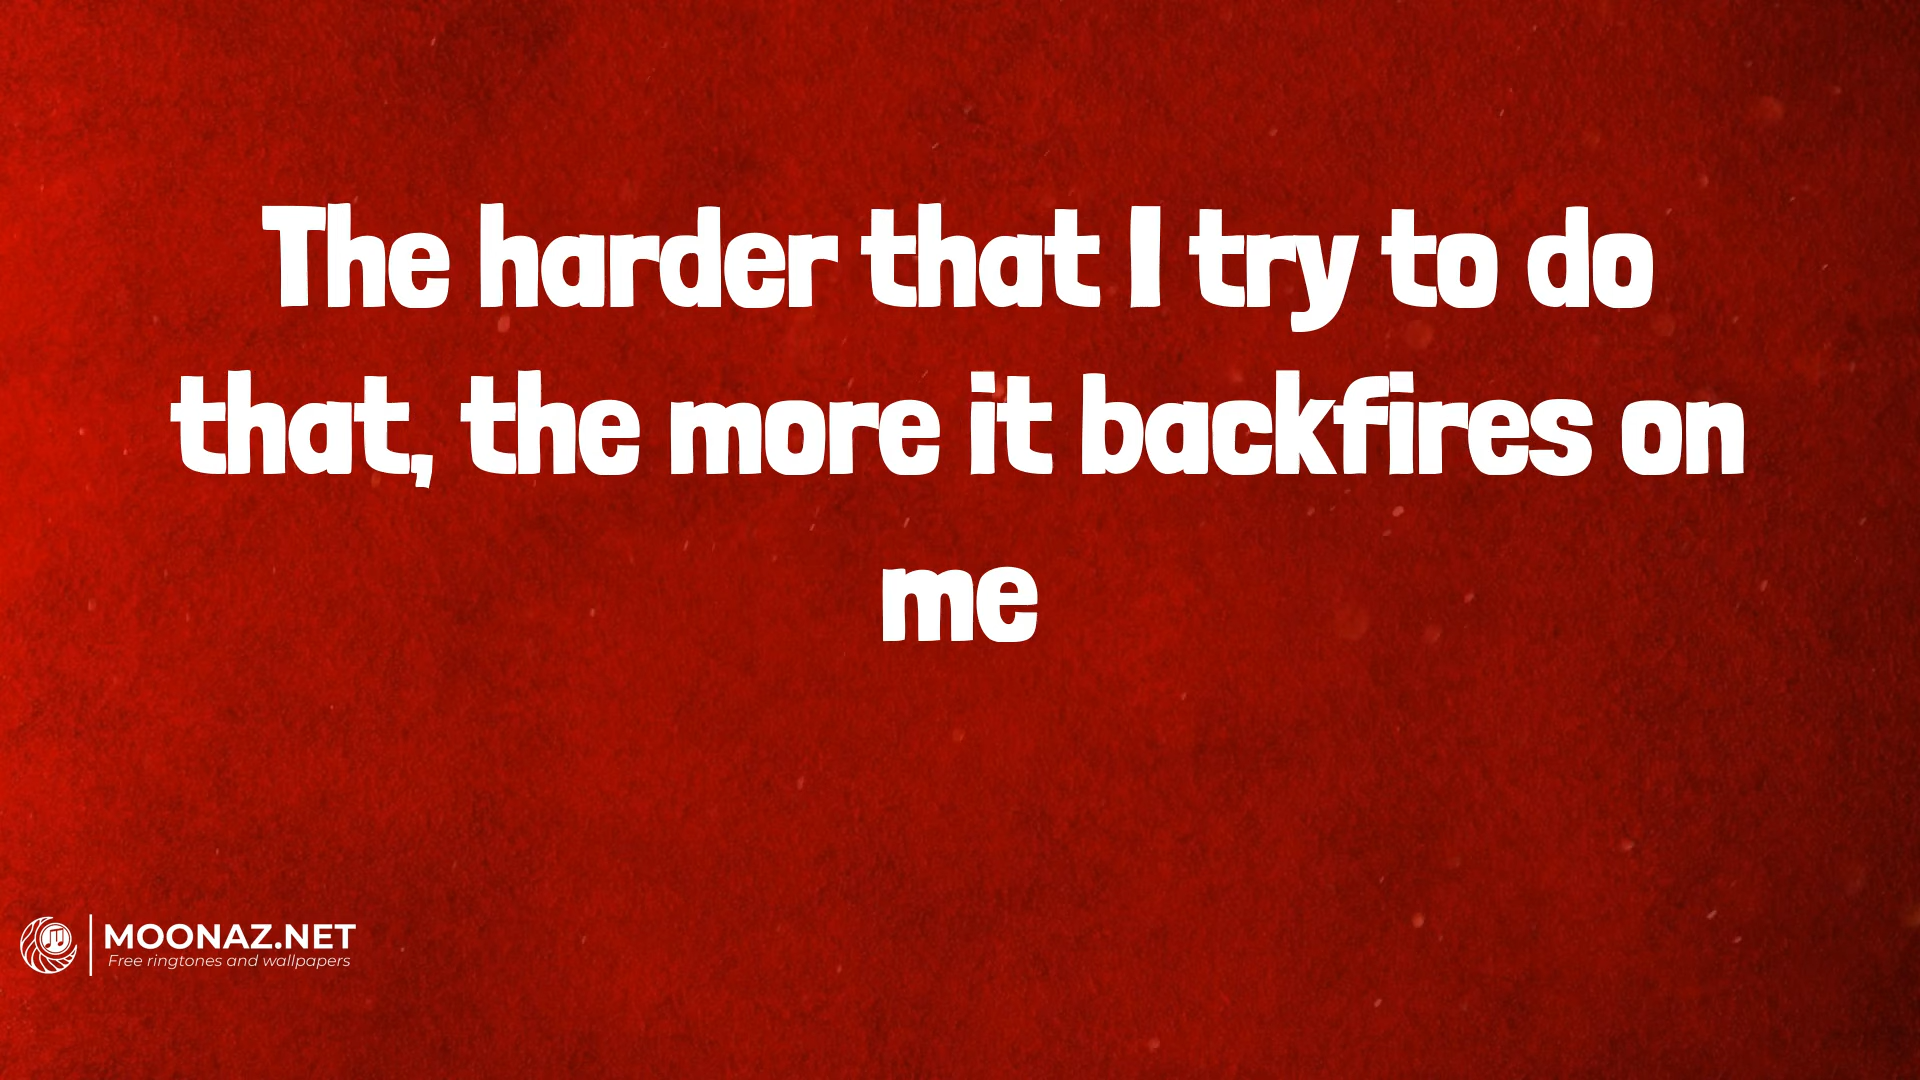 The harder that I try to do
that, the more it backfires on
me
MOONAZ.NET
Free ringtones and wallpapers